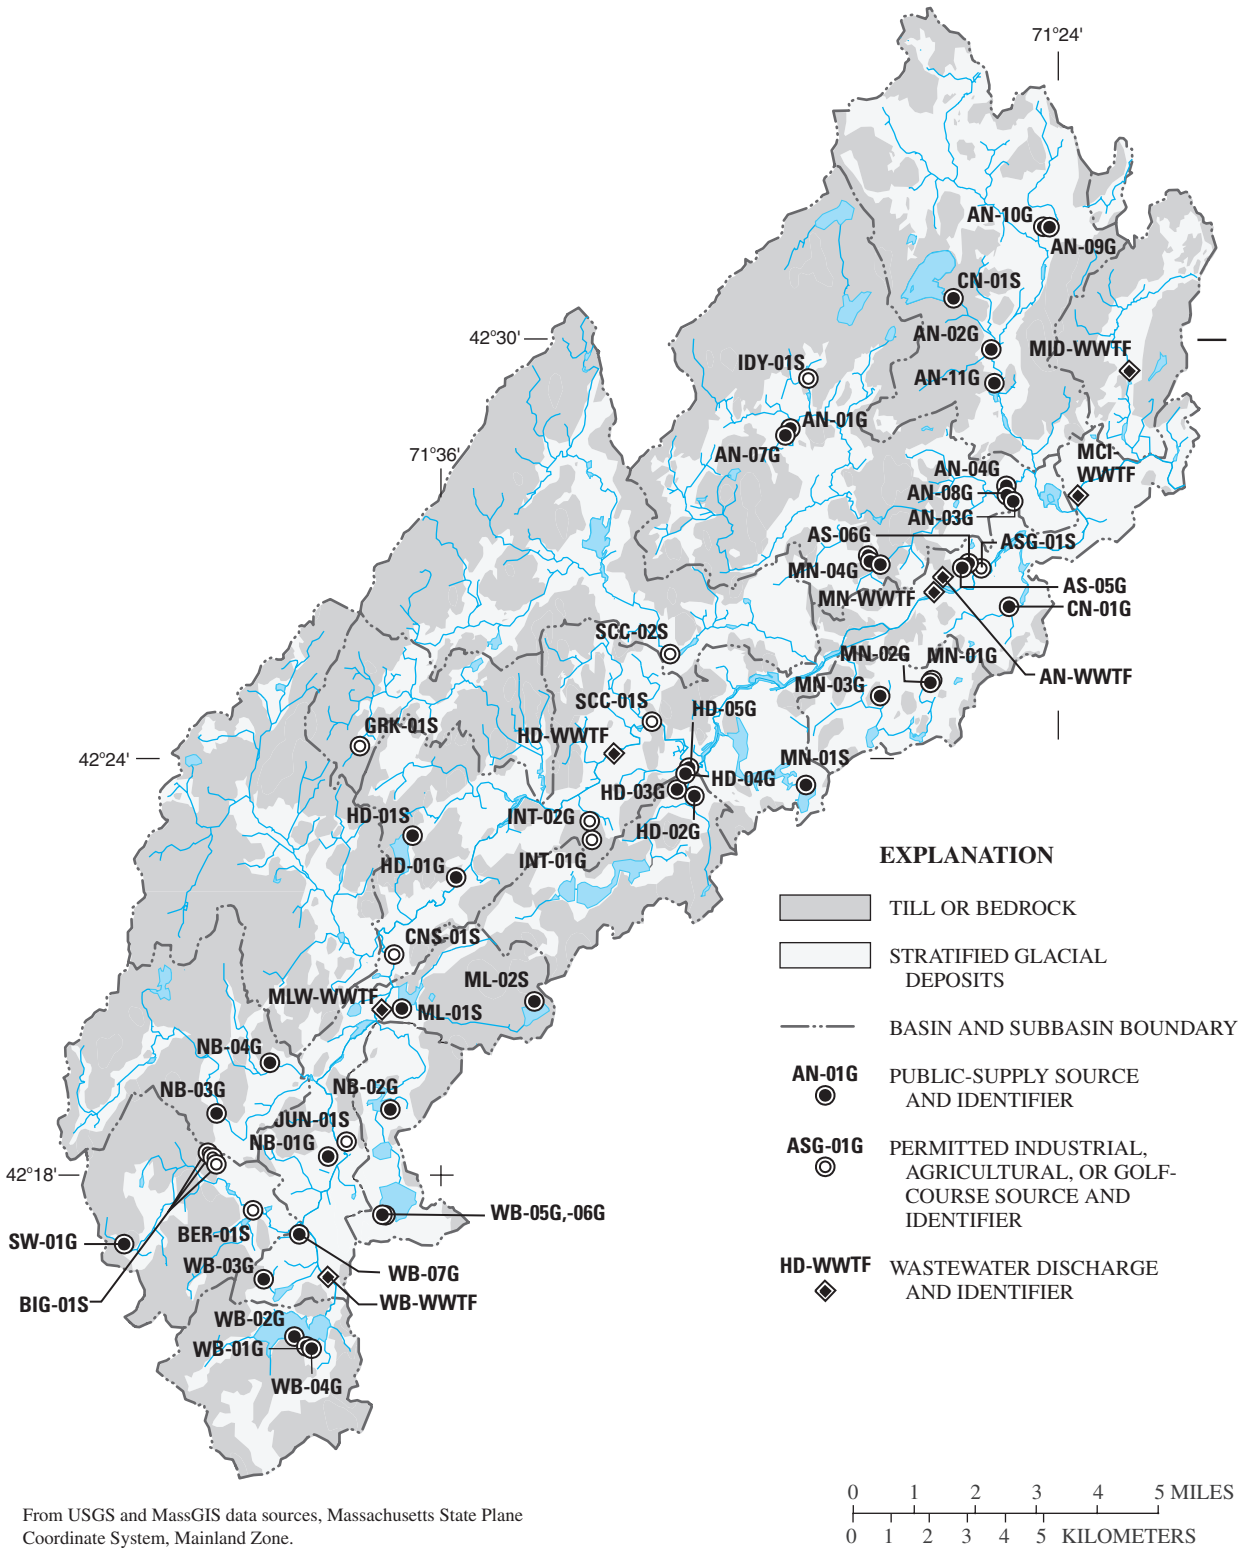 71°24'
AN-10G
AN-09G
CN-01S
AN-02G
MID-WWTF
42°30'
IDY-01S
AN-11G
AN-01G
AN-07G
71°36'
MCI-
WWTF
AN-04G
AN-08G
AN-03G
AS-06G
ASG-01S
MN-04G
AS-05G
MN-WWTF
CN-01G
SCC-02S
MN-02G
MN-01G
AN-WWTF
MN-03G
SCC-01S
HD-05G
GRK-01S
HD-WWTF
42°24'
MN-01S
HD-04G
HD-03G
HD-01S
INT-02G
HD-02G
INT-01G
HD-01G
CNS-01S
ML-02S
MLW-WWTF
ML-01S
NB-04G
NB-02G
NB-03G
JUN-01S
NB-01G
42°18'
WB-05G,-06G
BER-01S
SW-01G
WB-03G
WB-07G
BIG-01S
WB-WWTF
WB-02G
WB-01G
WB-04G
EXPLANATION
TILL OR BEDROCK
STRATIFIED GLACIAL
DEPOSITS
BASIN AND SUBBASIN BOUNDARY
AN-01G
PUBLIC-SUPPLY SOURCE
AND IDENTIFIER
ASG-01G
PERMITTED INDUSTRIAL,
AGRICULTURAL, OR GOLF-
COURSE SOURCE AND
IDENTIFIER
HD-WWTF
WASTEWATER DISCHARGE
AND IDENTIFIER
0 1 2 3 4 5 MILES
0 1 2 3 4 5 KILOMETERS
From USGS and MassGIS data sources, Massachusetts State Plane
Coordinate System, Mainland Zone.